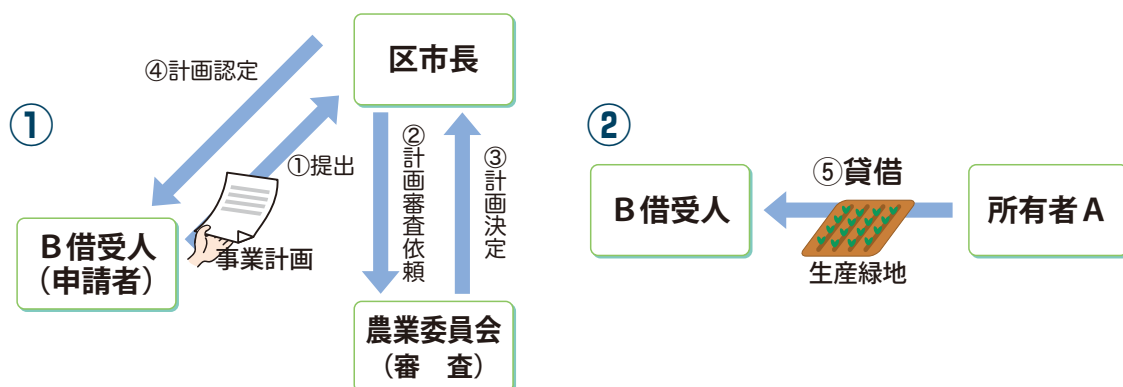 ①
④計画認定
区市長
①提出
②計画審査依頼
③計画決定
事業計画
B借受人
（申請者）
農業委員会
（審　査）
②
B借受人
⑤貸借
生産緑地
所有者A